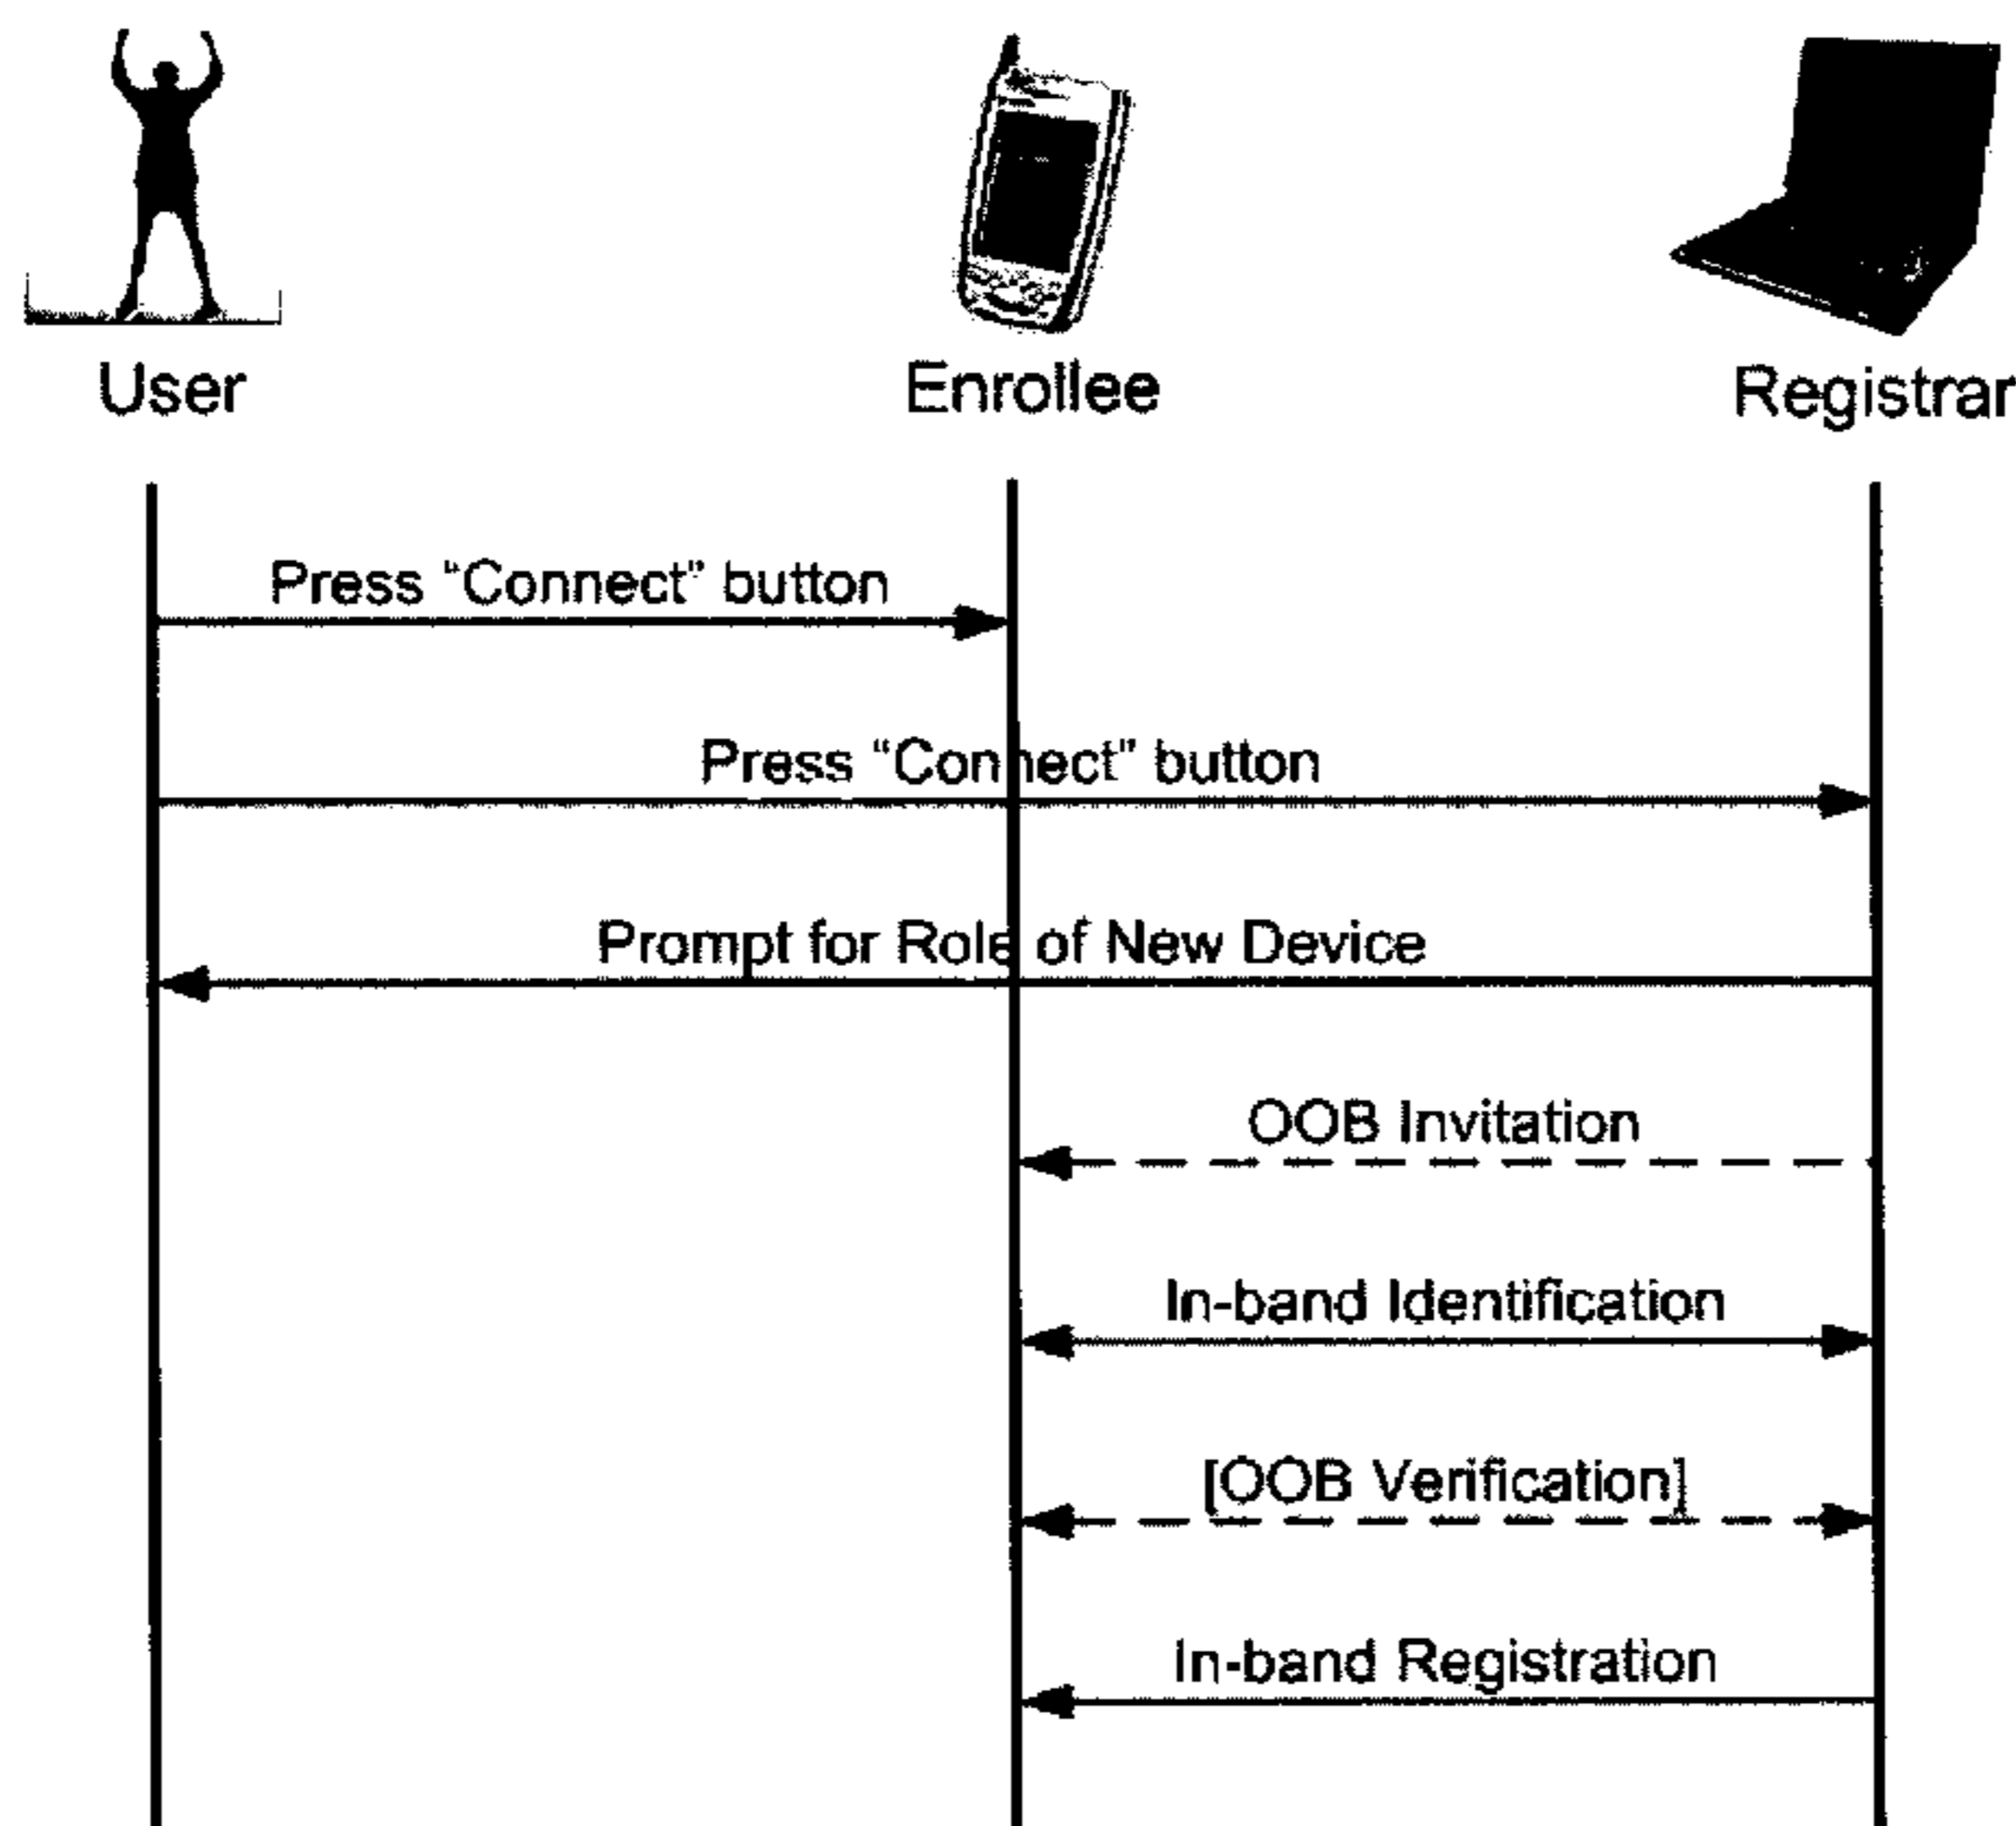 User
Enrollee
Registrar
Press “Connect” button
Press “Connect” button
Prompt for Role of New Device
OOB Invitation
In-band Identification
[OOB Verification]
In-band Registration